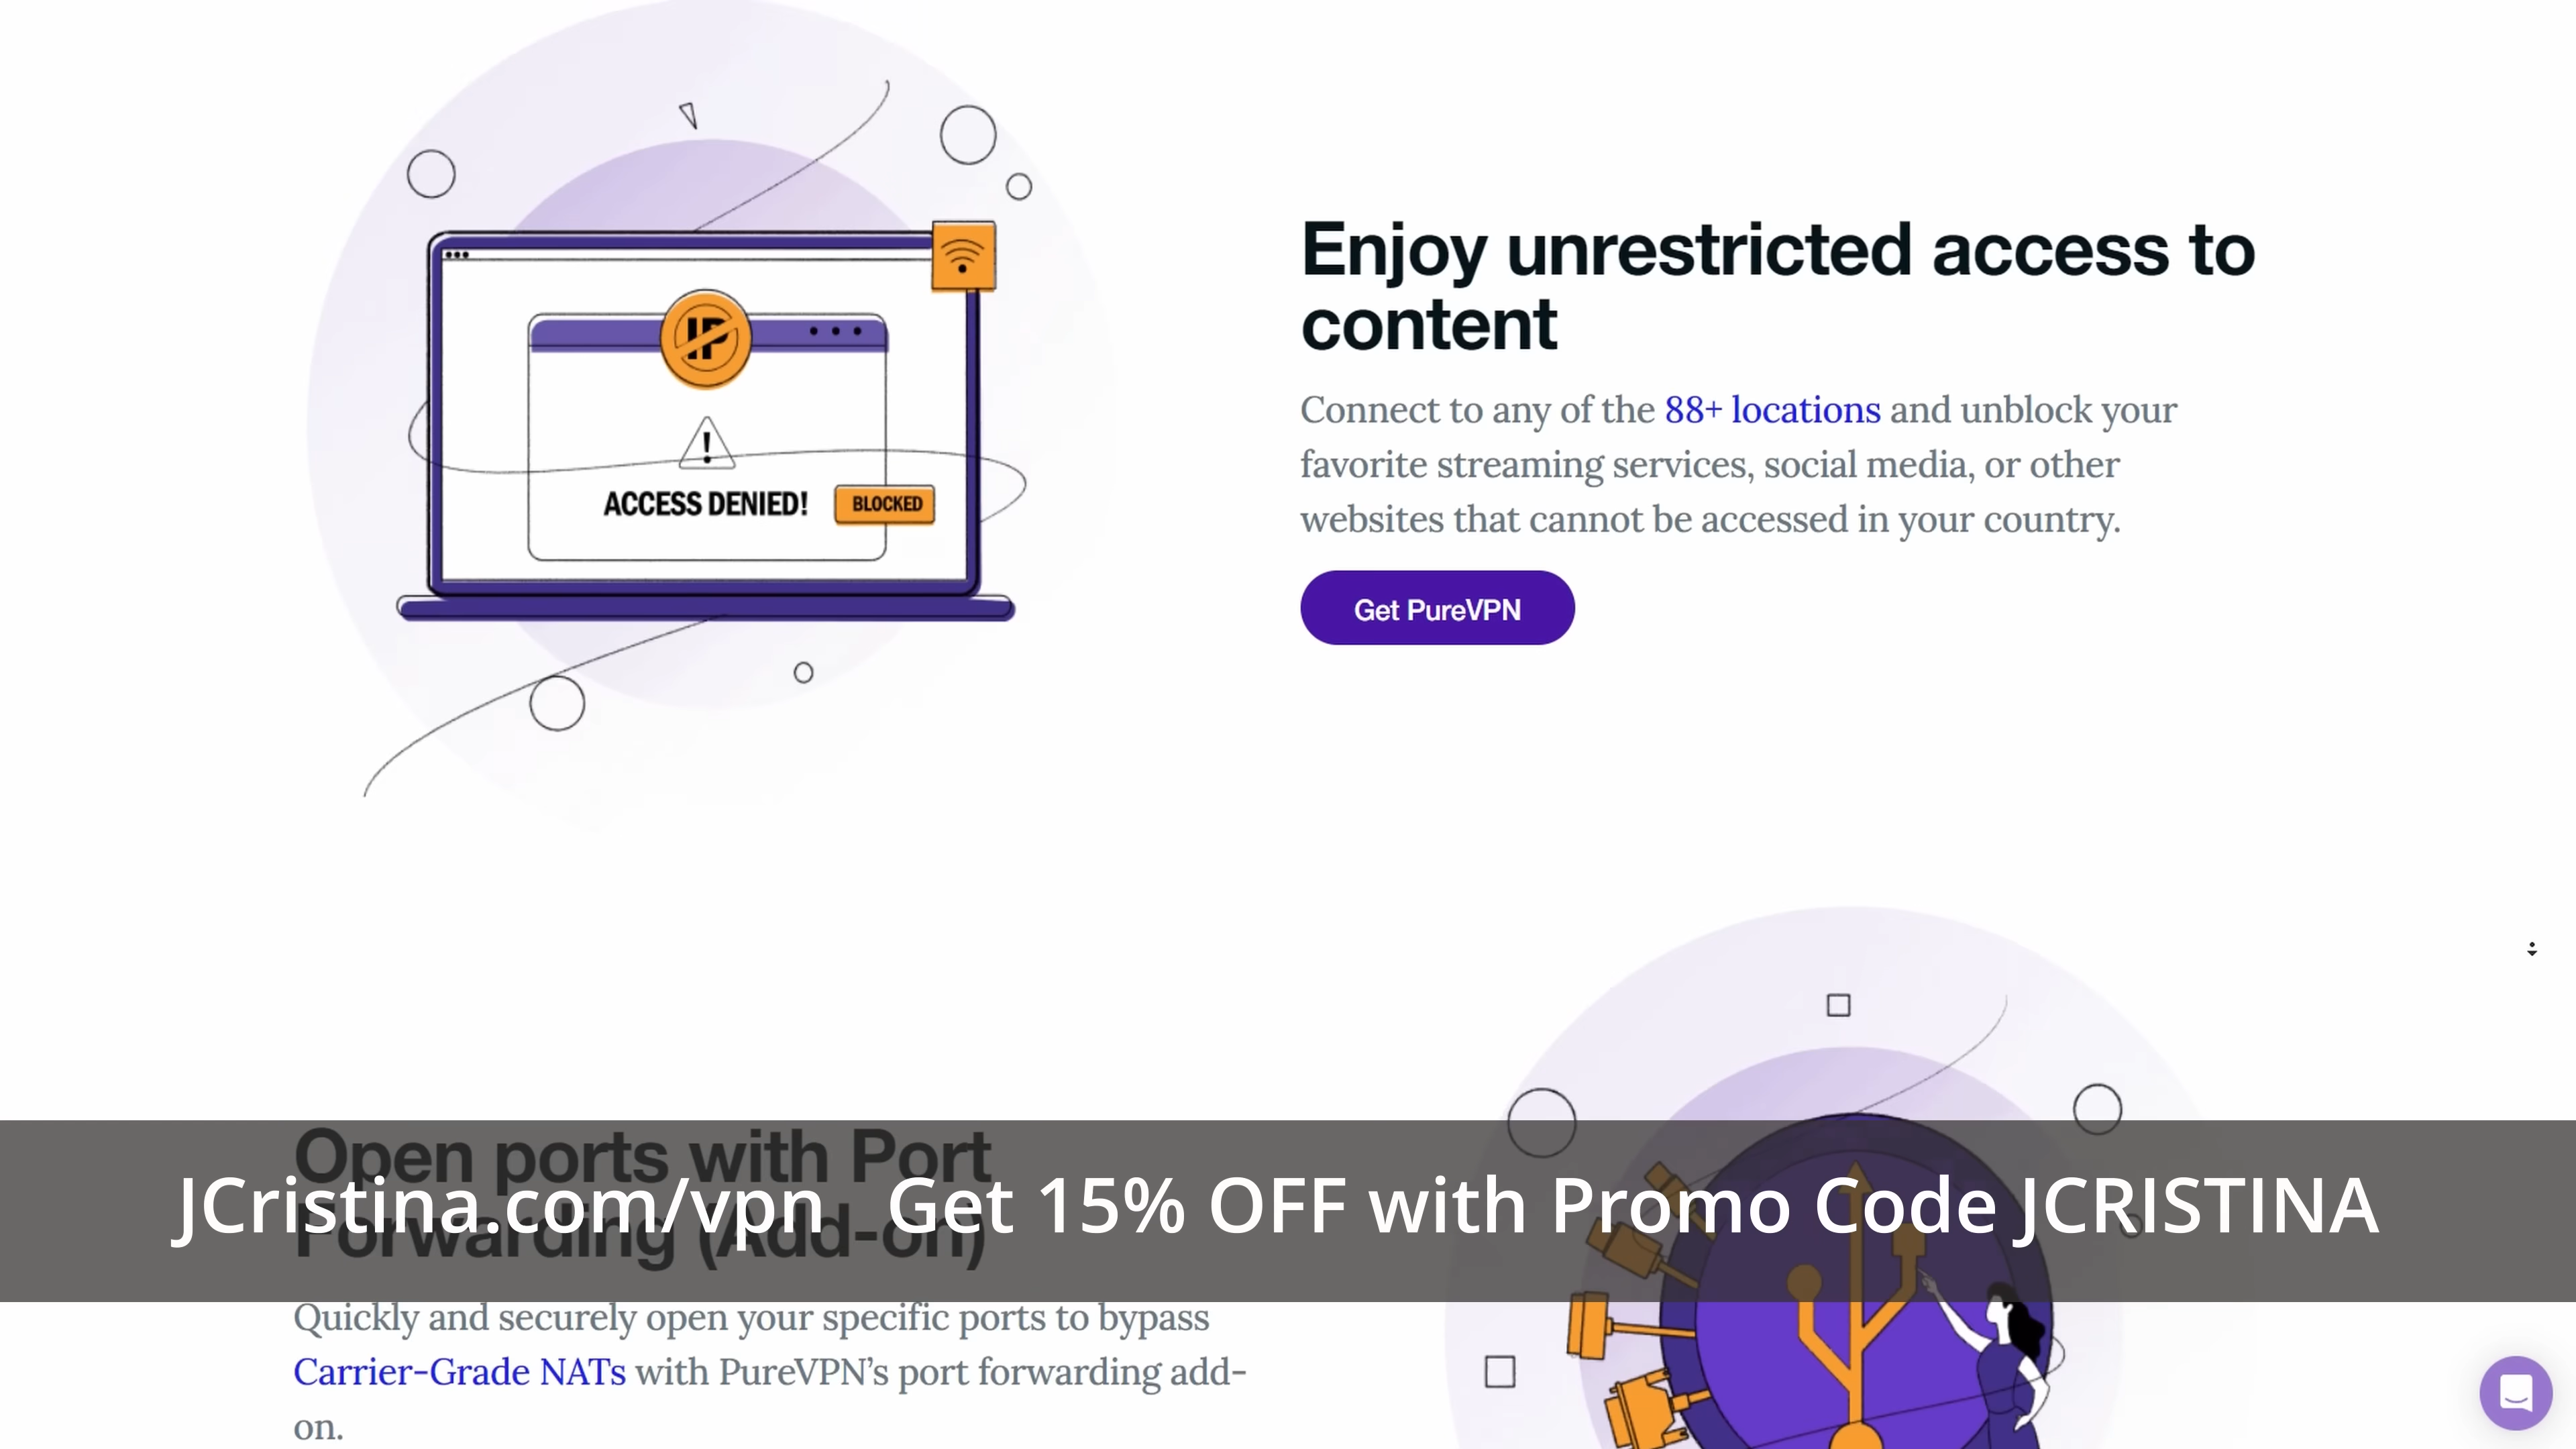 Enjoy unrestricted access to
content
Connect to any of the 88+ locations and unblock your
favorite streaming services, social media, or other
websites that cannot be accessed in your country.
Get PureVPN
IP
ACCESS DENIED!
BLOCKED
Open ports with Port
Forwarding (Add-on)
JCristina.com/vpn Get 15% OFF with Promo Code JCRISTINA
Quickly and securely open your specific ports to bypass
Carrier-Grade NATs with PureVPN’s port forwarding add-
on.